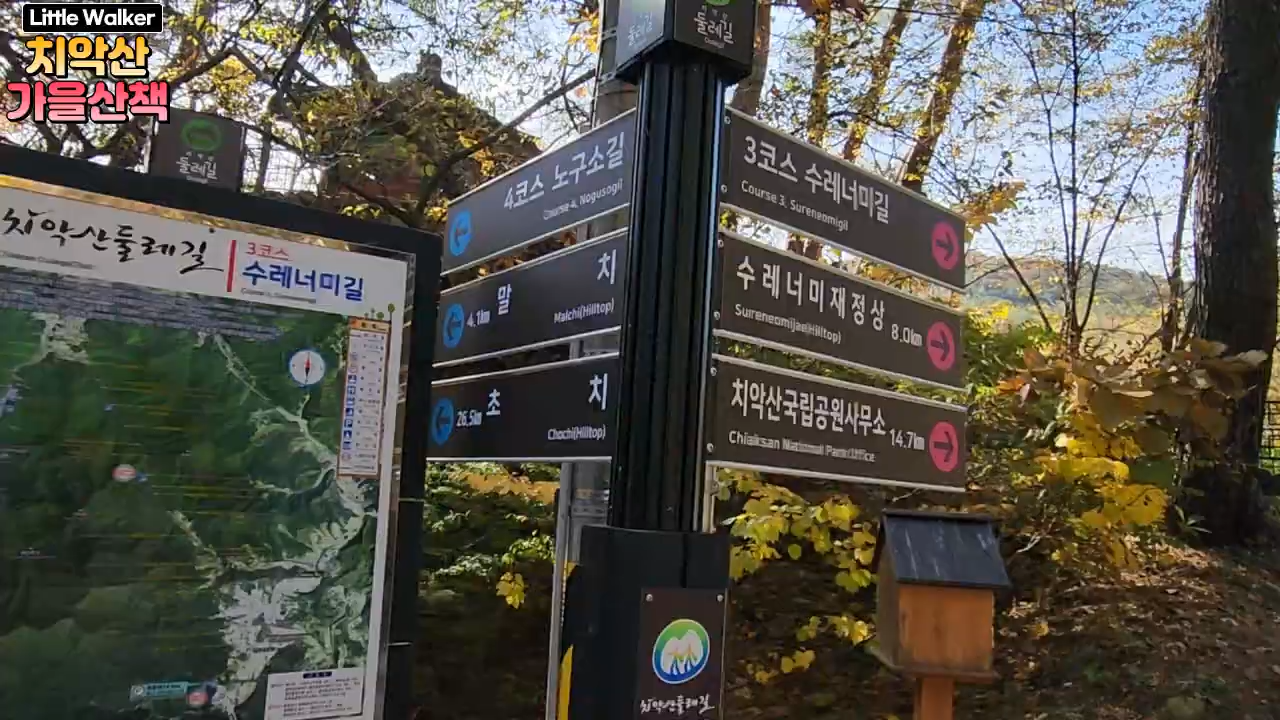 Little Walker
치악산
가을산책
둘레길
둘레길
치악산둘레길
3코스
수레너미길
4코스 노구소길
Course 4, Nogusogil
4.1km 말 치
Malchi(Hilltop)
26.5km 초 치
Chochi(Hilltop)
3코스 수레너미길
Course 3, Sureneomigil
수레너미재정상 8.0km
Sureneomijae(Hilltop)
치악산국립공원사무소 14.7km
Chiaksan National Park Office
치악산둘레길